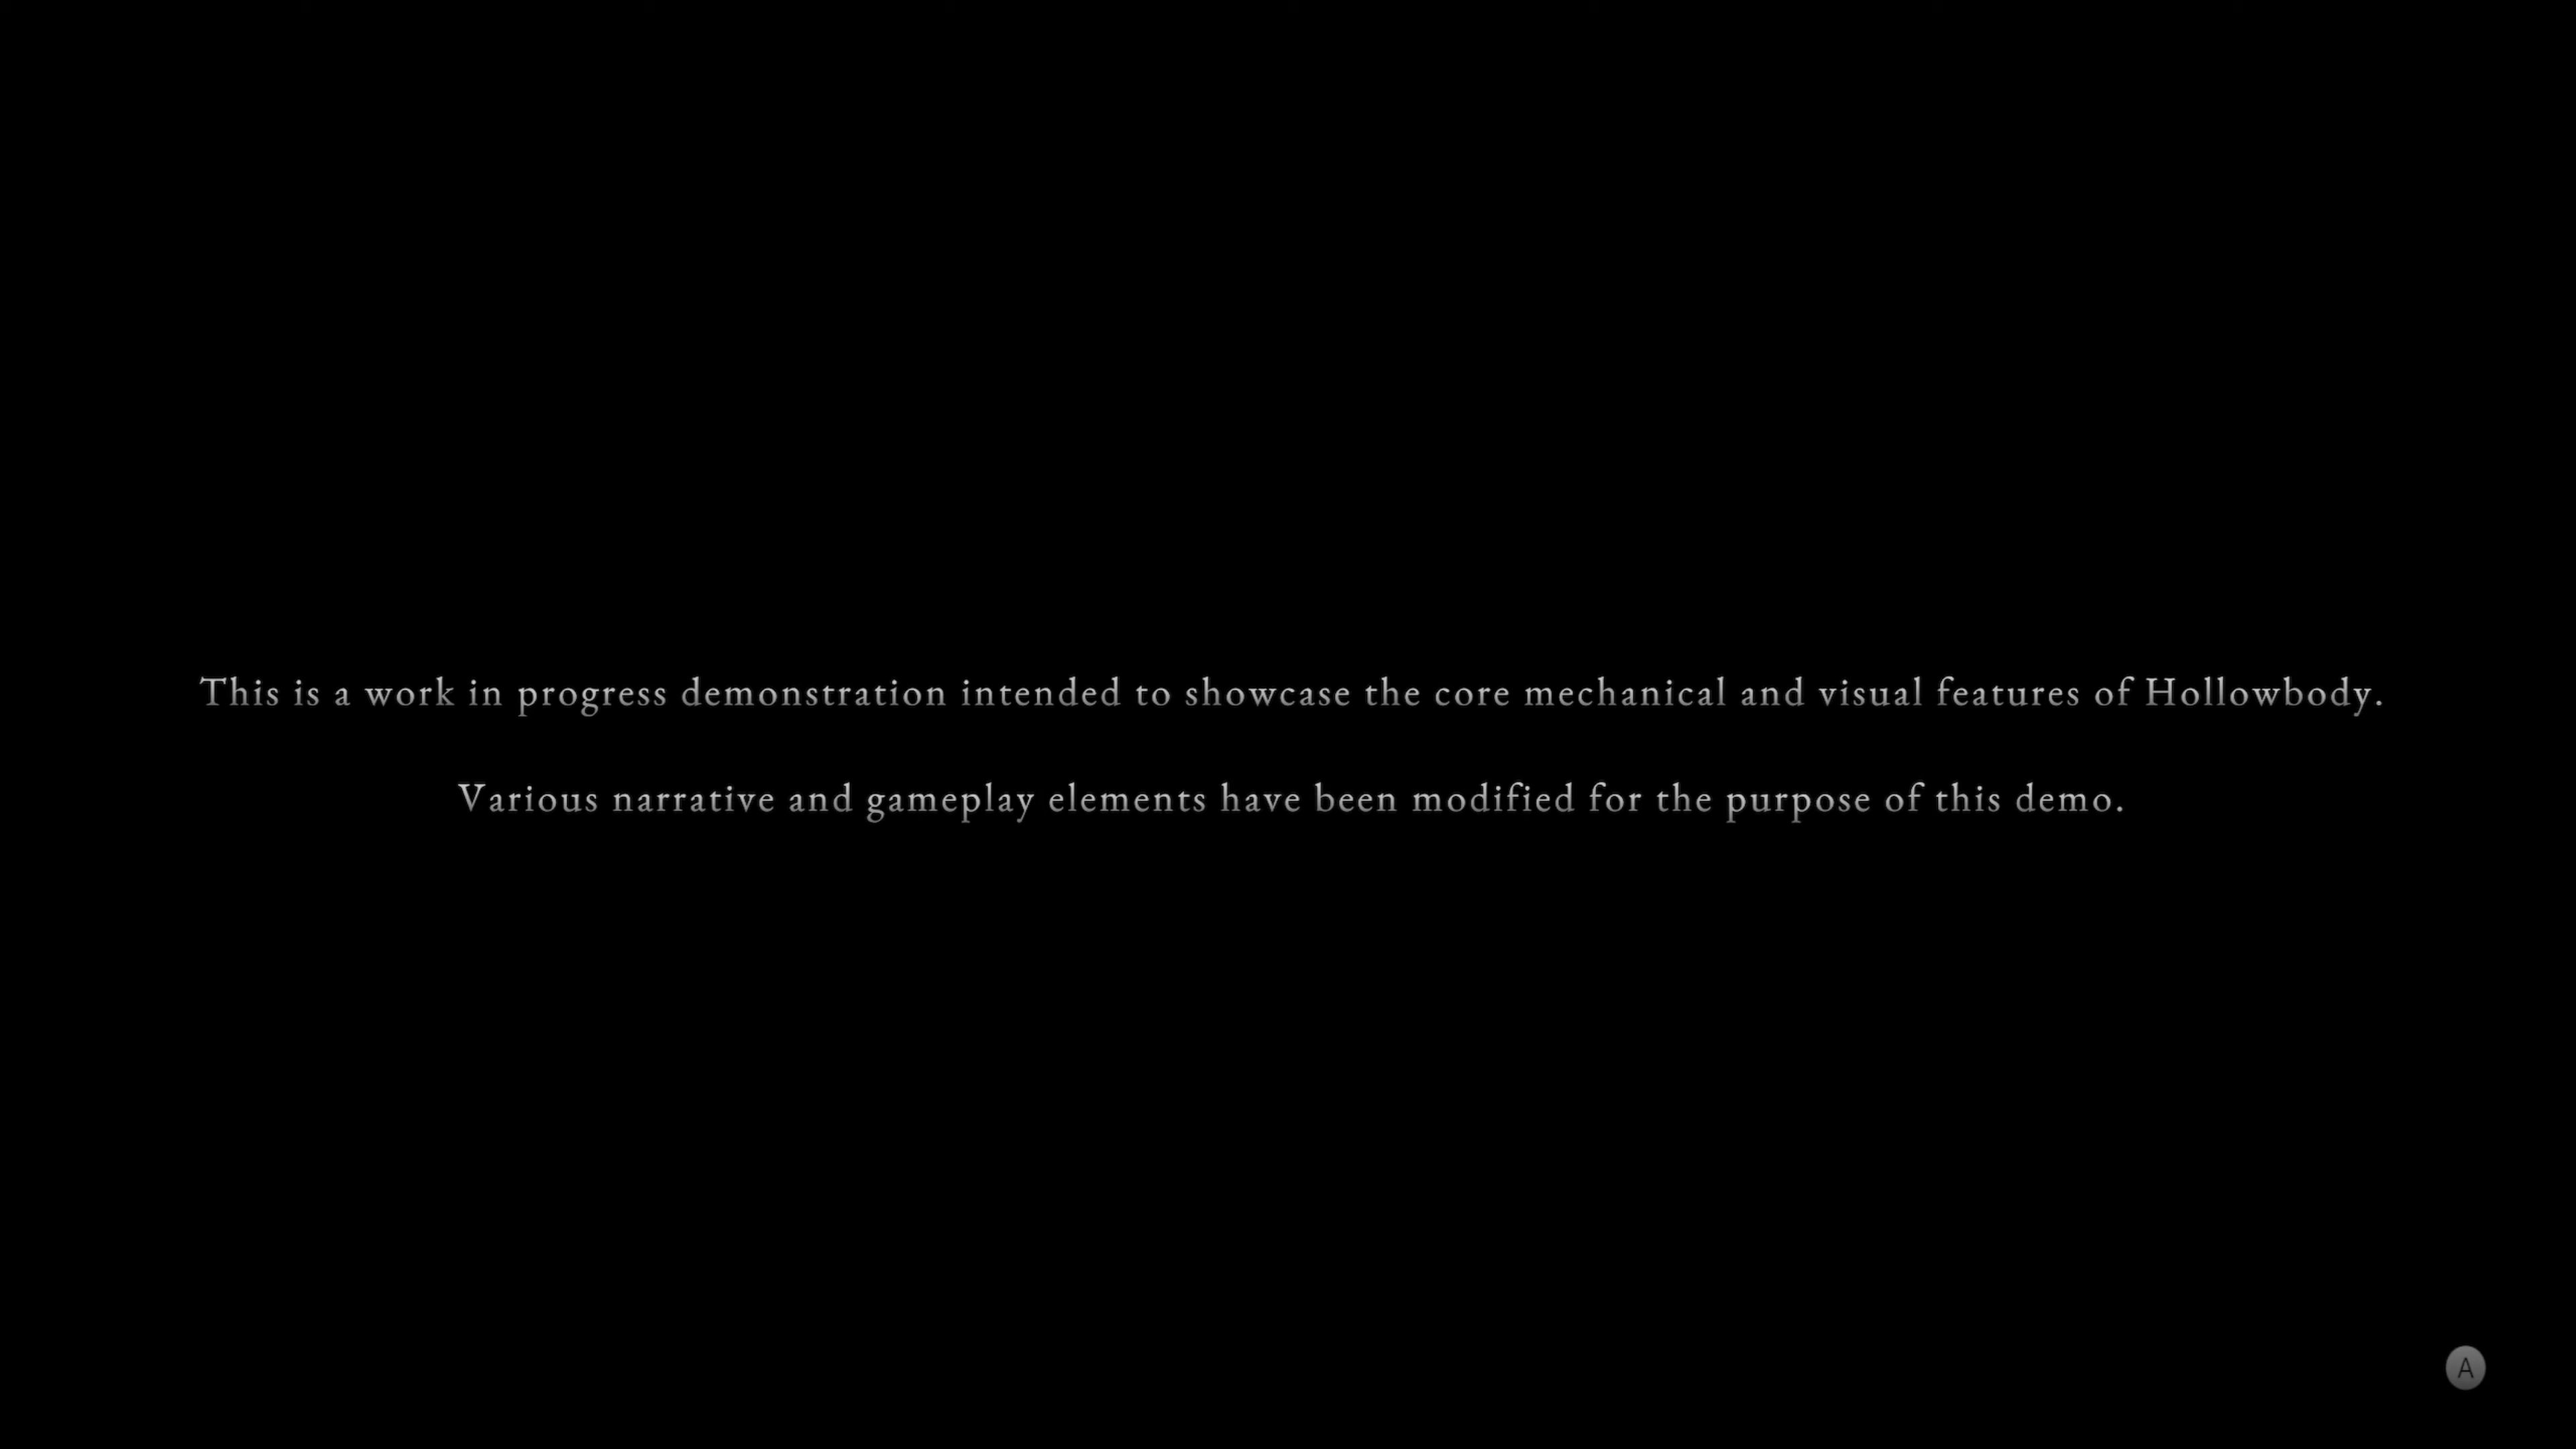 This is a work in progress demonstration intended to showcase the core mechanical and visual features of Hollowbody.
Various narrative and gameplay elements have been modified for the purpose of this demo.
A